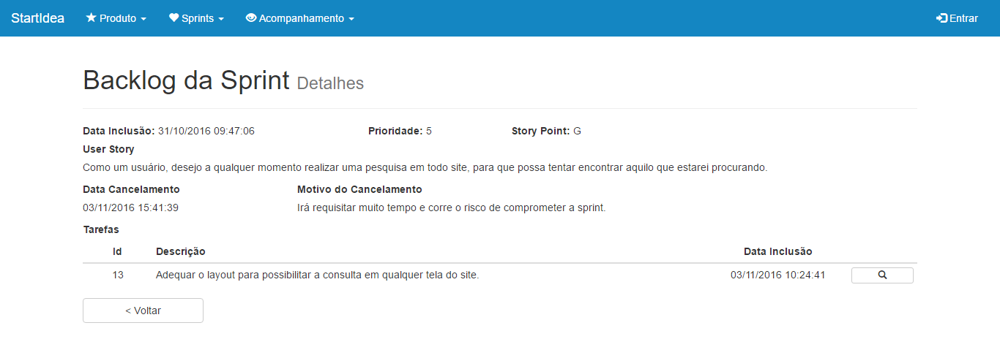 StartIdea Produto Sprints Acompanhamento Entrar
Backlog da Sprint Detalhes
Data Inclusão: 31/10/2016 09:47:06 Prioridade: 5 Story Point: G
User Story
Como um usuário, desejo a qualquer momento realizar uma pesquisa em todo site, para que possa tentar encontrar aquilo que estarei procurando.
Data Cancelamento Motivo do Cancelamento
03/11/2016 15:41:39 Irá requisitar muito tempo e corre o risco de comprometer a sprint.
Tarefas
Id Descrição Data Inclusão
13 Adequar o layout para possibilitar a consulta em qualquer tela do site. 03/11/2016 10:24:41
< Voltar